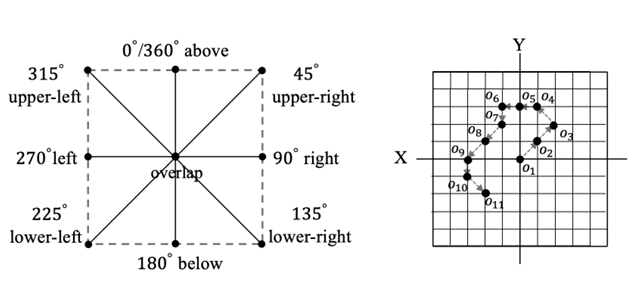 0°/360° above
315°
upper-left
45°
upper-right
270°left
90° right
overlap
225°
lower-left
135°
lower-right
180° below
Y
X
o₆
o₅
o₄
o₇
o₈
o₃
o₂
o₉
o₁
o₁₀
o₁₁